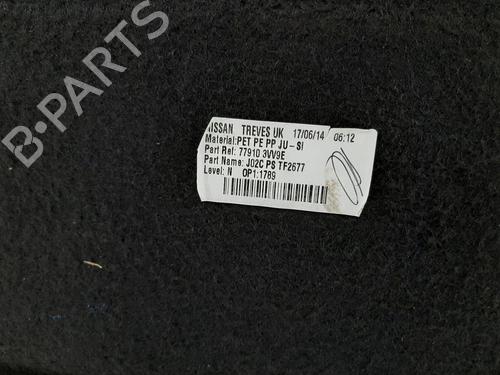 NISSAN TREVES UK 17/06/14 06:12
Material:PET PE PP JU-SI
Part Ref: 77910 3VV9E
Part Name: J02C PS TF2677
Level: N OP1:1789
B-PARTS